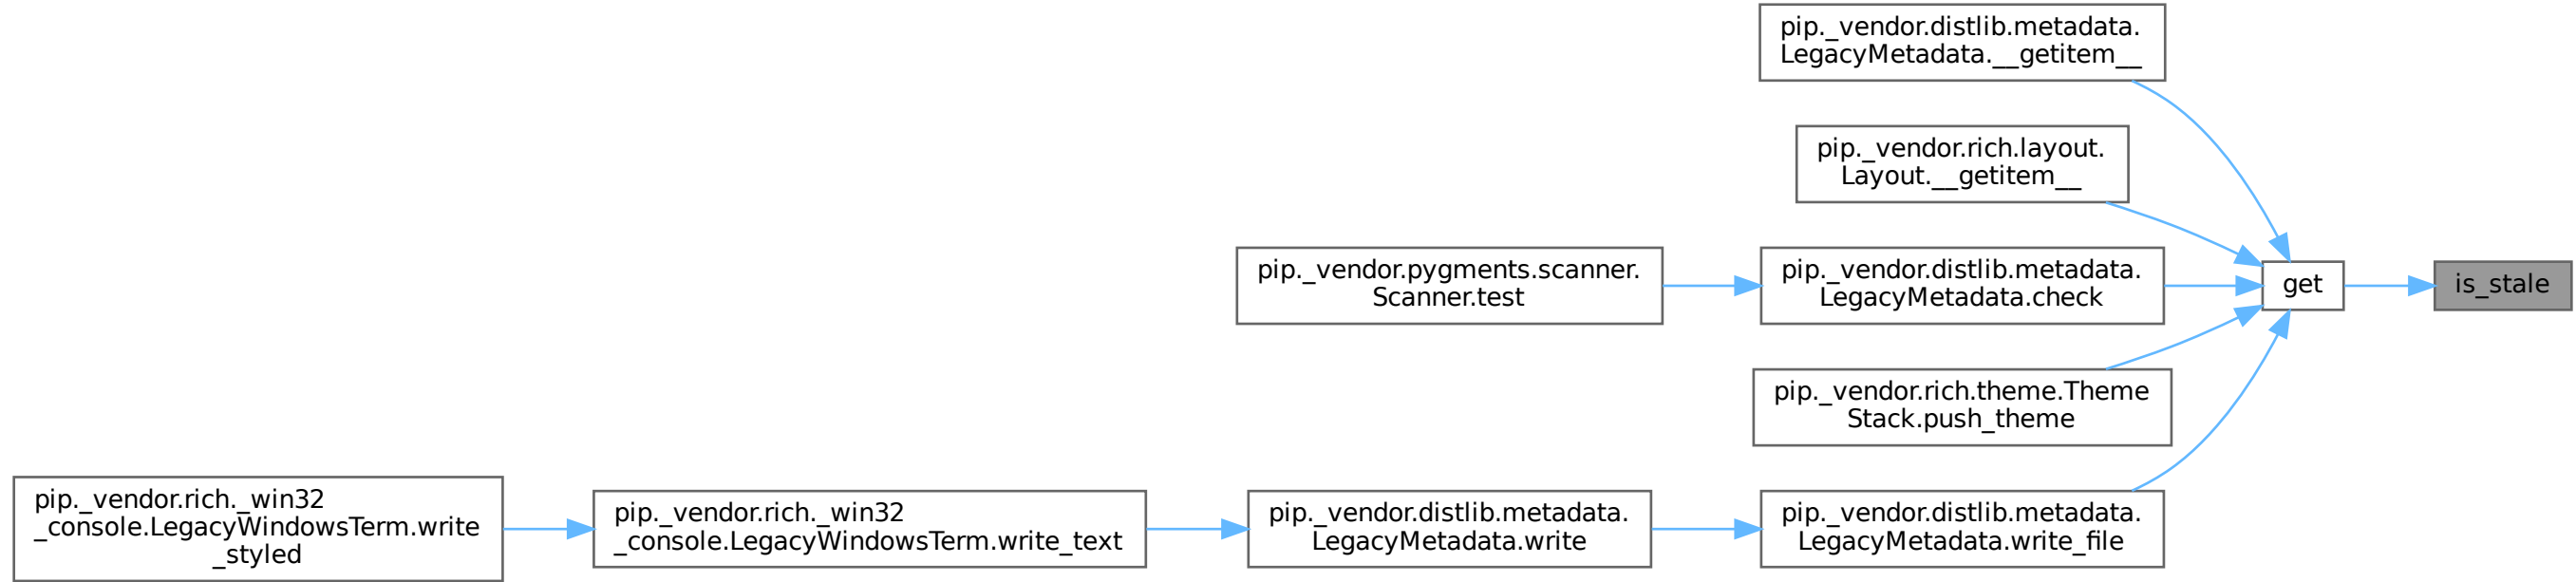 pip._vendor.distlib.metadata.
LegacyMetadata.__getitem__
pip._vendor.rich.layout.
Layout.__getitem__
pip._vendor.pygments.scanner.
Scanner.test
pip._vendor.distlib.metadata.
LegacyMetadata.check
get
is_stale
pip._vendor.rich.theme.Theme
Stack.push_theme
pip._vendor.rich._win32
_console.LegacyWindowsTerm.write
_styled
pip._vendor.rich._win32
_console.LegacyWindowsTerm.write_text
pip._vendor.distlib.metadata.
LegacyMetadata.write
pip._vendor.distlib.metadata.
LegacyMetadata.write_file